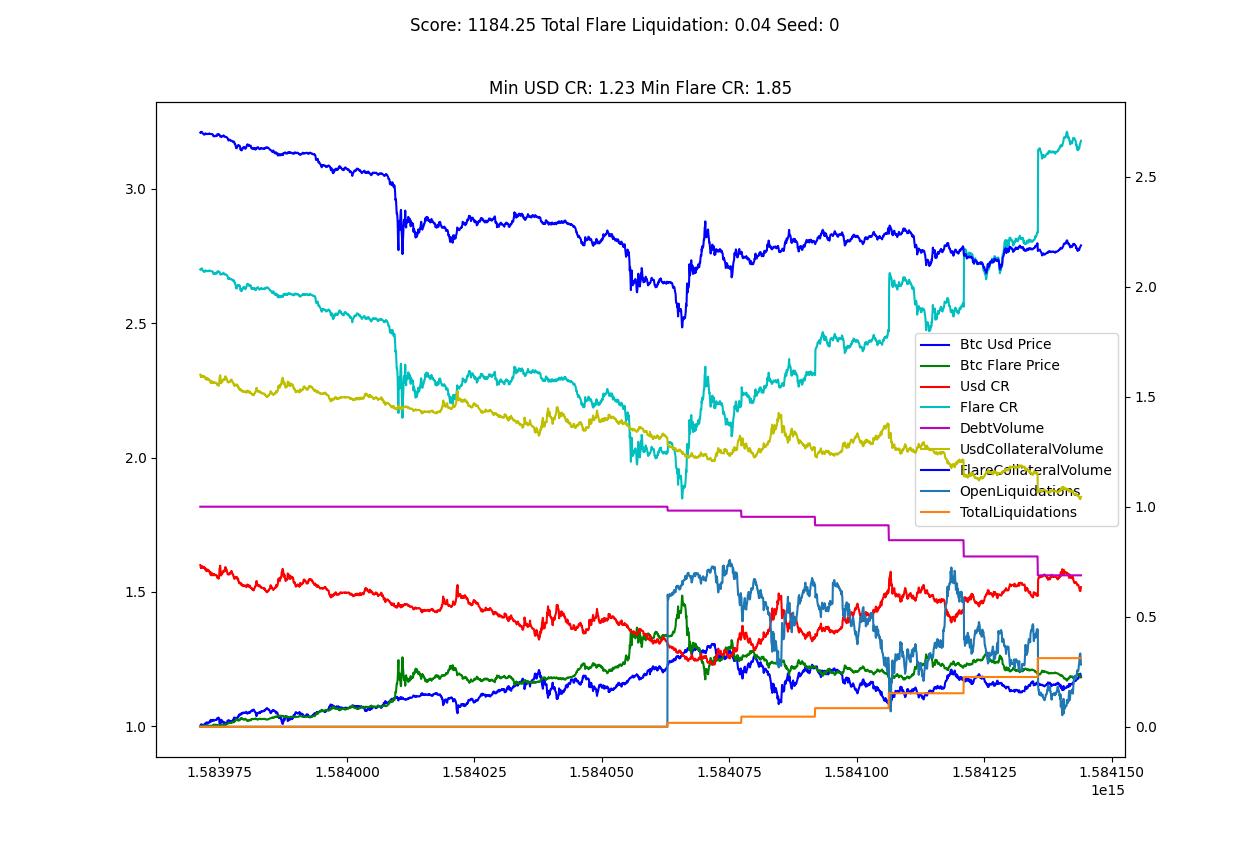 Score: 1184.25 Total Flare Liquidation: 0.04 Seed: 0
Min USD CR: 1.23 Min Flare CR: 1.85
3.0
2.5
2.0
1.5
1.0
2.5
2.0
1.5
1.0
0.5
0.0
Btc Usd Price
Btc Flare Price
Usd CR
Flare CR
DebtVolume
UsdCollateralVolume
FlareCollateralVolume
OpenLiquidations
TotalLiquidations
1.583975 1.584000 1.584025 1.584050 1.584075 1.584100 1.584125 1.584150
1e15